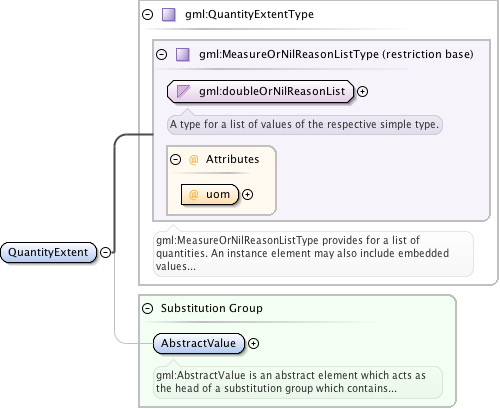 gml:QuantityExtentType
gml:MeasureOrNilReasonListType (restriction base)
gml:doubleOrNilReasonList
A type for a list of values of the respective simple type.
@ Attributes
@ uom
gml:MeasureOrNilReasonListType provides for a list of
quantities. An instance element may also include embedded
values...
QuantityExtent
Substitution Group
AbstractValue
gml:AbstractValue is an abstract element which acts as
the head of a substitution group which contains...